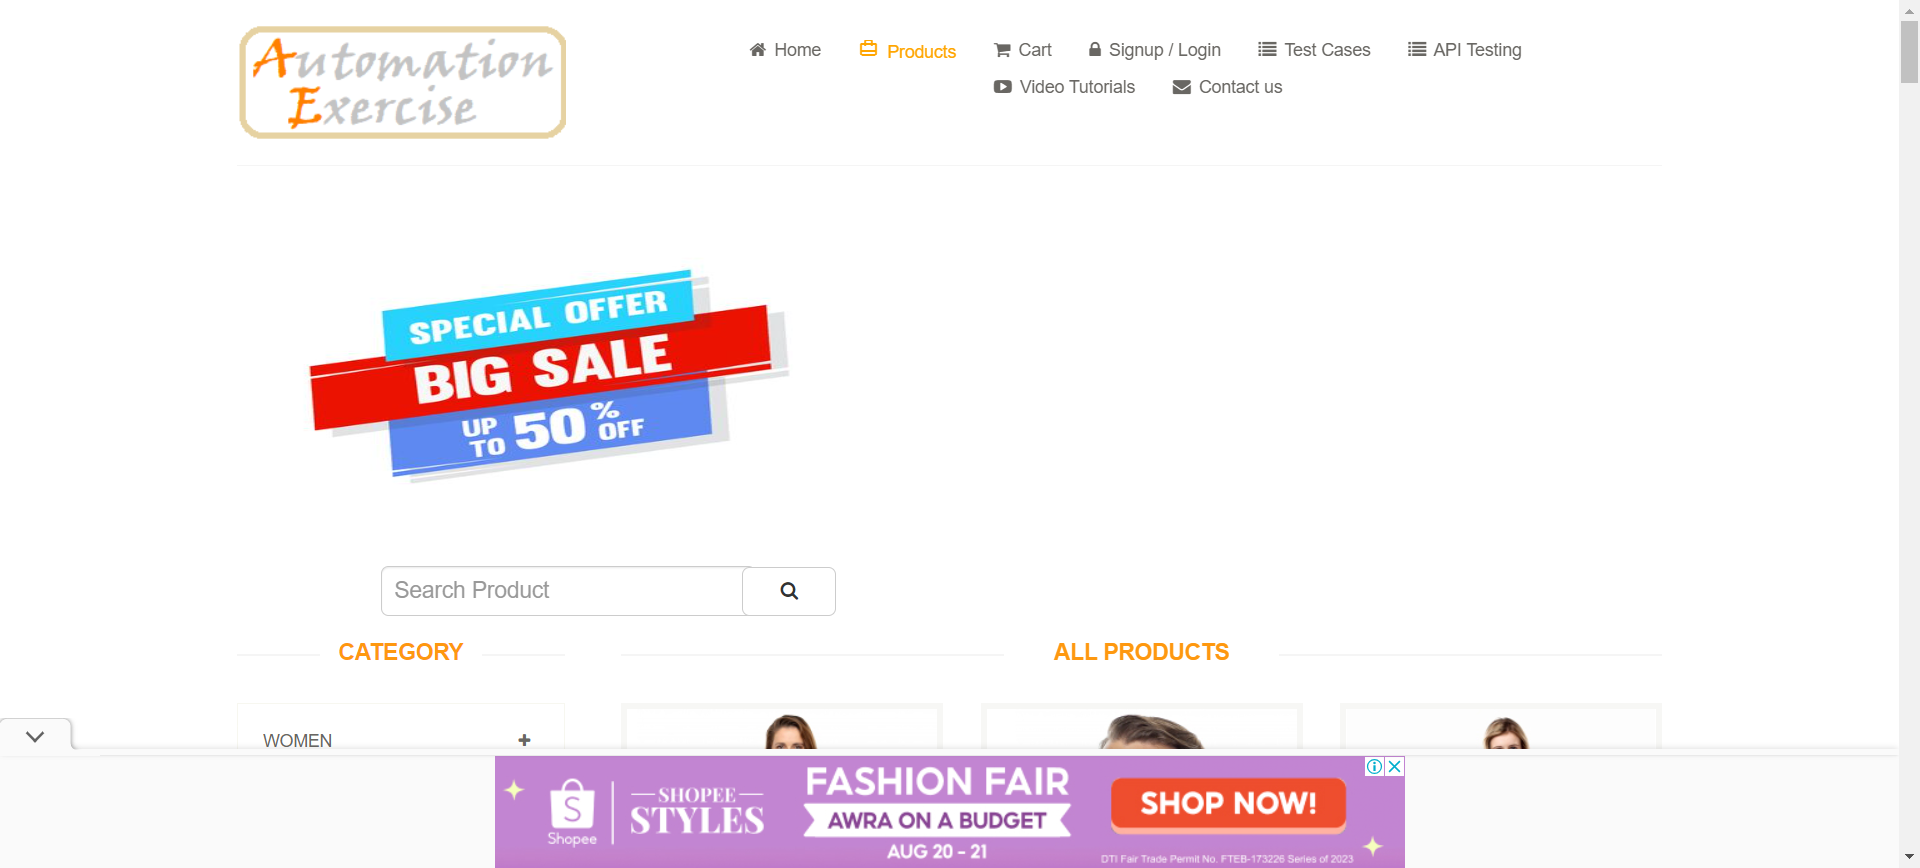 Automation
Exercise
Home
Products
Cart
Signup / Login
Test Cases
API Testing
Video Tutorials
Contact us
SPECIAL OFFER
BIG SALE
UP TO 50% OFF
Search Product
CATEGORY
ALL PRODUCTS
WOMEN
S
Shopee
SHOPEE
STYLES
FASHION FAIR
AWRA ON A BUDGET
AUG 20 - 21
SHOP NOW!
DTI Fair Trade Permit No. FTEB-173226 Series of 2023